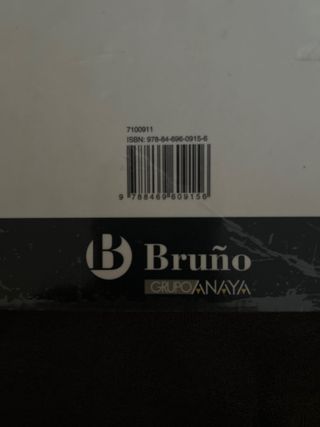 7100911
ISBN: 978-84-696-0915-6
9 788469 609156
B Bruño
GRUPO ANAYA